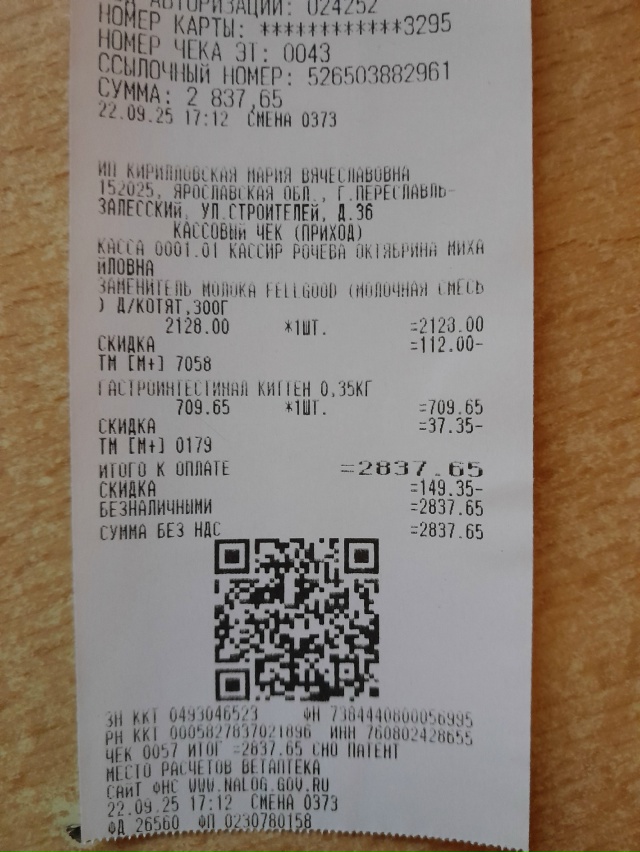 АВТОРИЗАЦИИ: 024252
НОМЕР КАРТЫ: ************3295
НОМЕР ЧЕКА ЭТ: 0043
ССЫЛОЧНЫЙ НОМЕР: 526503882961
СУММА: 2 837,65
22.09.25 17:12 СМЕНА 0373
ИП КИРИЛЛОВСКАЯ МАРИЯ ВЯЧЕСЛАВОВНА
152025, ЯРОСЛАВСКАЯ ОБЛ., Г.ПЕРЕСЛАВЛЬ-
ЗАЛЕССКИЙ, УЛ.СТРОИТЕЛЕЙ, Д.36
КАССОВЫЙ ЧЕК (ПРИХОД)
КАССА 0001.01 КАССИР РОЧЕВА ОКТЯБРИНА МИХА
ЙЛОВНА
ЗАМЕНИТЕЛЬ МОЛОКА FELLGOOD (МОЛОЧНАЯ СМЕСЬ
) Д/КОТЯТ,300Г
2128.00 *1ШТ. =2128.00
СКИДКА =112.00-
ТМ [М+] 7058
ГАСТРОИНТЕСТИНАЛ КИТТЕН 0,35КГ
709.65 *1ШТ. =709.65
СКИДКА =37.35-
ТМ [М+] 0179
ИТОГО К ОПЛАТЕ =2837.65
СКИДКА =149.35-
БЕЗНАЛИЧНЫМИ =2837.65
СУММА БЕЗ НДС =2837.65
ЗН ККТ 0493046523 ФН 7384440800056995
РН ККТ 0005827837021896 ИНН 760802428655
ЧЕК 0057 ИТОГ =2837.65 СНО ПАТЕНТ
МЕСТО РАСЧЕТОВ ВЕТАПТЕКА
САЙТ ФНС WWW.NALOG.GOV.RU
22.09.25 17:12 СМЕНА 0373
ФД 26560 ФП 0230780158